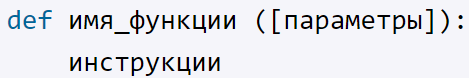 def имя_функции ([параметры]):
    инструкции